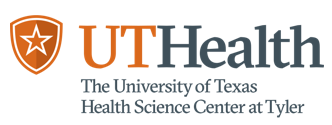 UTHealth
The University of Texas
Health Science Center at Tyler